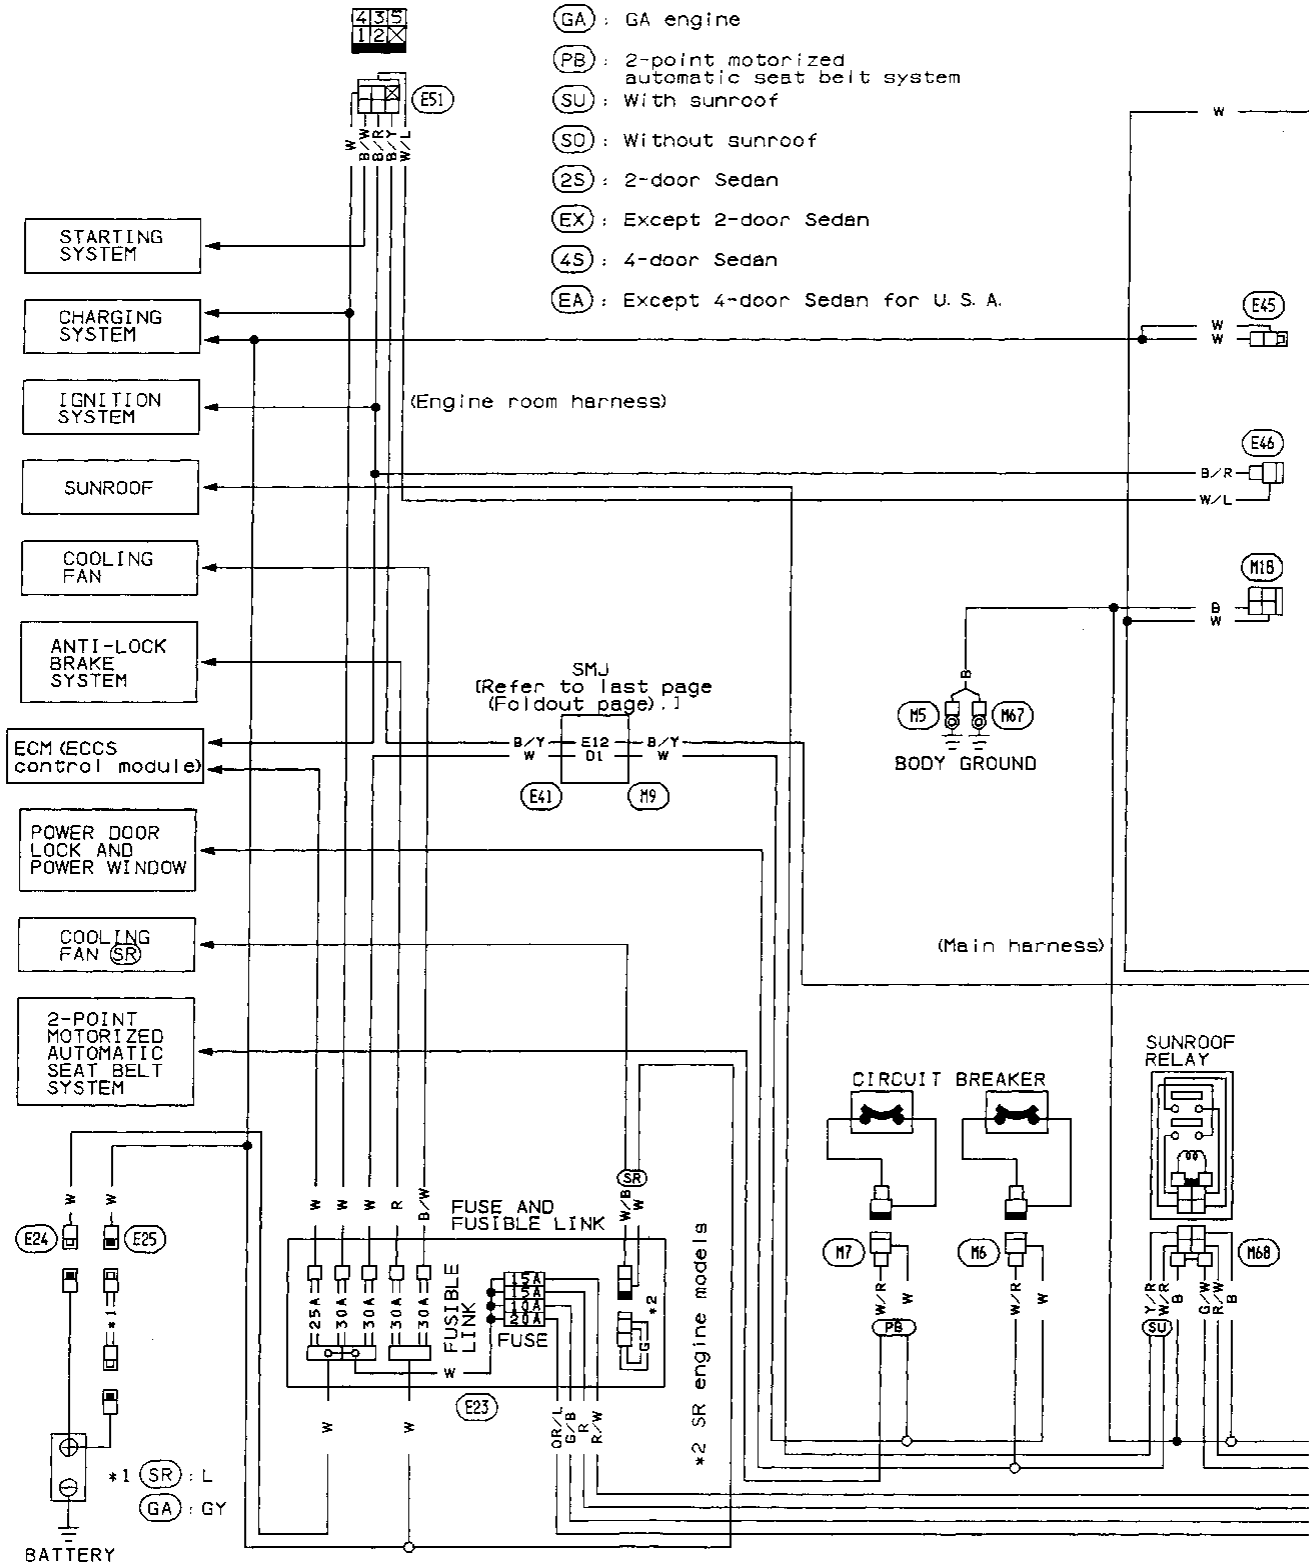 4 3 5
1 2
E51
W
B/W
B/R
B/Y
W/L
GA : GA engine
PB : 2-point motorized
automatic seat belt system
SU : With sunroof
SO : Without sunroof
2S : 2-door Sedan
EX : Except 2-door Sedan
4S : 4-door Sedan
EA : Except 4-door Sedan for U.S.A.
W
STARTING
SYSTEM
CHARGING
SYSTEM
E45
W
W
IGNITION
SYSTEM
(Engine room harness)
E46
B/R
W/L
SUNROOF
COOLING
FAN
M18
B
W
ANTI-LOCK
BRAKE
SYSTEM
SMJ
[Refer to last page
(Foldout page).]
B
M5 M67
BODY GROUND
ECM (ECCS
control module)
B/Y E12 B/Y
W D1 W
E41 M9
POWER DOOR
LOCK AND
POWER WINDOW
COOLING
FAN SR
(Main harness)
2-POINT
MOTORIZED
AUTOMATIC
SEAT BELT
SYSTEM
SUNROOF
RELAY
CIRCUIT BREAKER
SR
W
W
W
W
W
R
B/W
W/B
W
FUSE AND
FUSIBLE LINK
E24 E25
M7 M6 M68
25A
30A
30A
30A
30A
FUSIBLE
LINK
15A
15A
10A
20A
FUSE
*2
G
*1
W
E23
*2 SR engine models
W/R
W
PB
W/R
W
Y/R
W/R
B
G/W
R/W
B
SU
W
W
OR/L
G/B
R
R/W
*1 SR : L
GA : GY
BATTERY